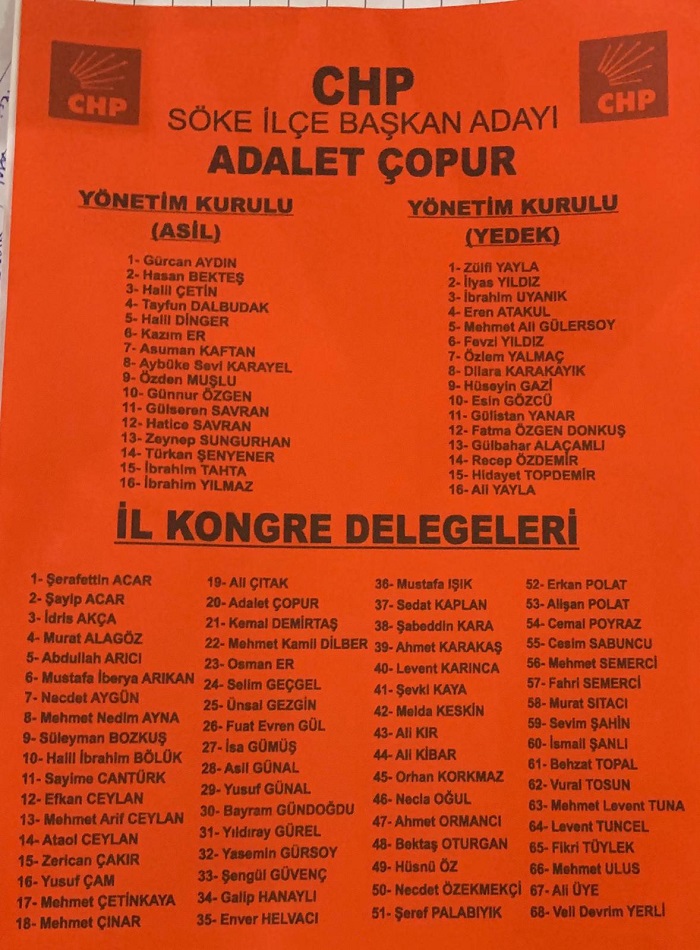 CHP
CHP
CHP
SÖKE İLÇE BAŞKAN ADAYI
ADALET ÇOPUR
YÖNETİM KURULU
(ASİL)
1- Gürcan AYDIN
2- Hasan BEKTEŞ
3- Halil ÇETİN
4- Tayfun DALBUDAK
5- Halil DİNGER
6- Kazım ER
7- Asuman KAFTAN
8- Aybüke Sevi KARAYEL
9- Özden MUŞLU
10- Günnur ÖZGEN
11- Gülseren SAVRAN
12- Hatice SAVRAN
13- Zeynep SUNGURHAN
14- Türkan ŞENYENER
15- İbrahim TAHTA
16- İbrahim YILMAZ
YÖNETİM KURULU
(YEDEK)
1- Zülfi YAYLA
2- İlyas YILDIZ
3- İbrahim UYANIK
4- Eren ATAKUL
5- Mehmet Ali GÜLERSOY
6- Fevzi YILDIZ
7- Özlem YALMAÇ
8- Dilara KARAKAYIK
9- Hüseyin GAZİ
10- Esin GÖZCÜ
11- Gülistan YANAR
12- Fatma ÖZGEN DONKUŞ
13- Gülbahar ALAÇAMLI
14- Recep ÖZDEMİR
15- Hidayet TOPDEMİR
16- Ali YAYLA
İL KONGRE DELEGELERİ
1- Şerafettin ACAR
2- Şayip ACAR
3- İdris AKÇA
4- Murat ALAGÖZ
5- Abdullah ARICI
6- Mustafa İberya ARIKAN
7- Necdet AYGÜN
8- Mehmet Nedim AYNA
9- Süleyman BOZKUŞ
10- Halil İbrahim BÖLÜK
11- Sayime CANTÜRK
12- Efkan CEYLAN
13- Mehmet Arif CEYLAN
14- Ataol CEYLAN
15- Zerican ÇAKIR
16- Yusuf ÇAM
17- Mehmet ÇETİNKAYA
18- Mehmet ÇINAR
19- Ali ÇITAK
20- Adalet ÇOPUR
21- Kemal DEMİRTAŞ
22- Mehmet Kamil DİLBER
23- Osman ER
24- Selim GEÇGEL
25- Ünsal GEZGİN
26- Fuat Evren GÜL
27- İsa GÜMÜŞ
28- Asil GÜNAL
29- Yusuf GÜNAL
30- Bayram GÜNDOĞDU
31- Yıldıray GÜREL
32- Yasemin GÜRSOY
33- Şengül GÜVENÇ
34- Galip HANAYLI
35- Enver HELVACI
36- Mustafa IŞIK
37- Sedat KAPLAN
38- Şabeddin KARA
39- Ahmet KARAKAŞ
40- Levent KARINCA
41- Şevki KAYA
42- Melda KESKİN
43- Ali KIR
44- Ali KİBAR
45- Orhan KORKMAZ
46- Necla OĞUL
47- Ahmet ORMANCI
48- Bektaş OTURGAN
49- Hüsnü ÖZ
50- Necdet ÖZEKMEKÇİ
51- Şeref PALABIYIK
52- Erkan POLAT
53- Alişan POLAT
54- Cemal POYRAZ
55- Cesim SABUNCU
56- Mehmet SEMERCİ
57- Fahri SEMERCİ
58- Murat SITACI
59- Sevim ŞAHİN
60- İsmail ŞANLI
61- Behzat TOPAL
62- Vural TOSUN
63- Mehmet Levent TUNA
64- Levent TUNCEL
65- Fikri TÜYLEK
66- Mehmet ULUS
67- Ali ÜYE
68- Veli Devrim YERLİ